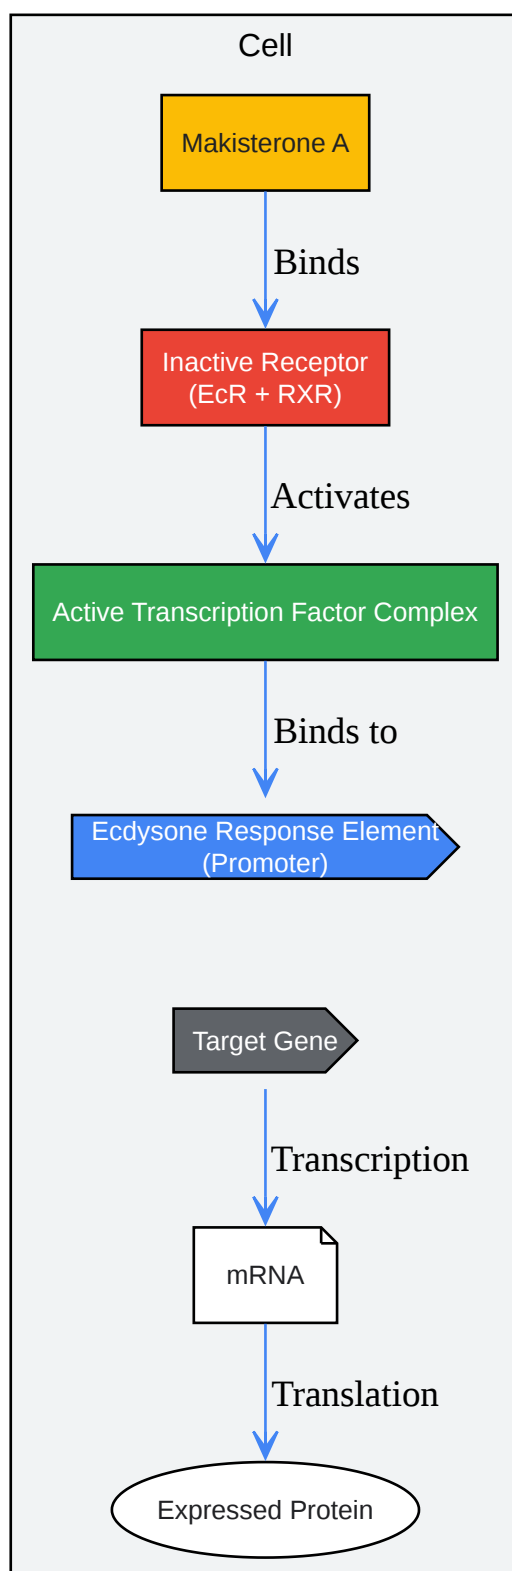 Cell
Makisterone A
Binds
Inactive Receptor
(EcR + RXR)
Activates
Active Transcription Factor Complex
Binds to
Ecdysone Response Element
(Promoter)
Target Gene
Transcription
mRNA
Translation
Expressed Protein